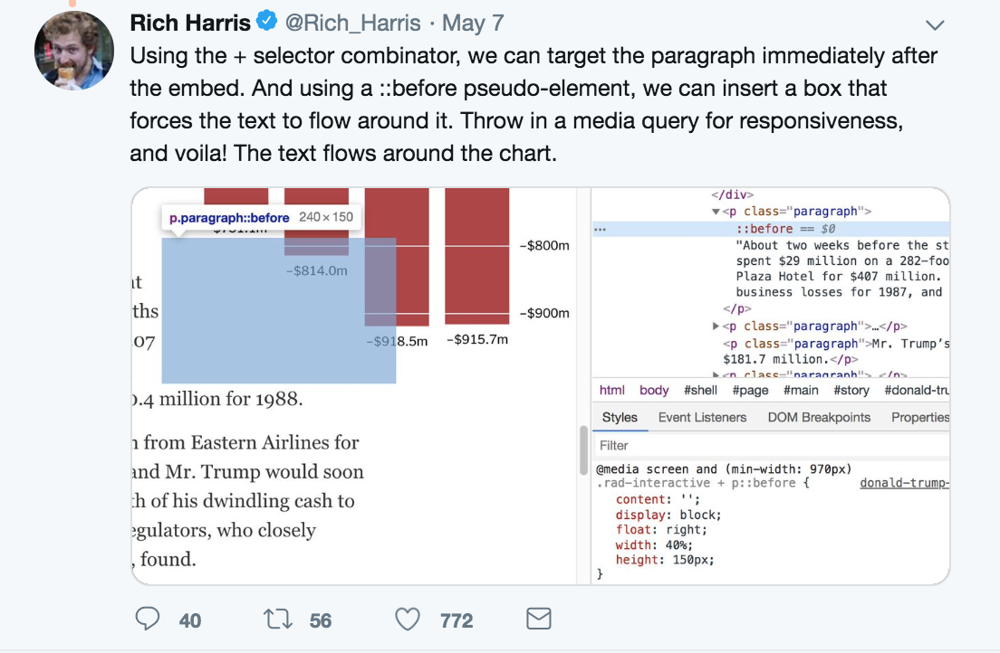 Rich Harris @Rich_Harris · May 7
Using the + selector combinator, we can target the paragraph immediately after
the embed. And using a ::before pseudo-element, we can insert a box that
forces the text to flow around it. Throw in a media query for responsiveness,
and voila! The text flows around the chart.
p.paragraph::before 240×150
-$814.0m
-$800m
-$900m
-$918.5m
-$915.7m
ths
07
.4 million for 1988.
from Eastern Airlines for
and Mr. Trump would soon
th of his dwindling cash to
egulators, who closely
, found.
</div>
▼<p class="paragraph">
... ::before == $0
"About two weeks before the st
spent $29 million on a 282-foo
Plaza Hotel for $407 million.
business losses for 1987, and
</p>
▶<p class="paragraph">…</p>
<p class="paragraph">Mr. Trump's
$181.7 million.</p>
▶<p class="paragraph"> </p>
html body #shell #page #main #story #donald-tru
Styles Event Listeners DOM Breakpoints Properties
Filter
@media screen and (min-width: 970px)
.rad-interactive + p::before { donald-trump-
content: '';
display: block;
float: right;
width: 40%;
height: 150px;
}
40 56 772